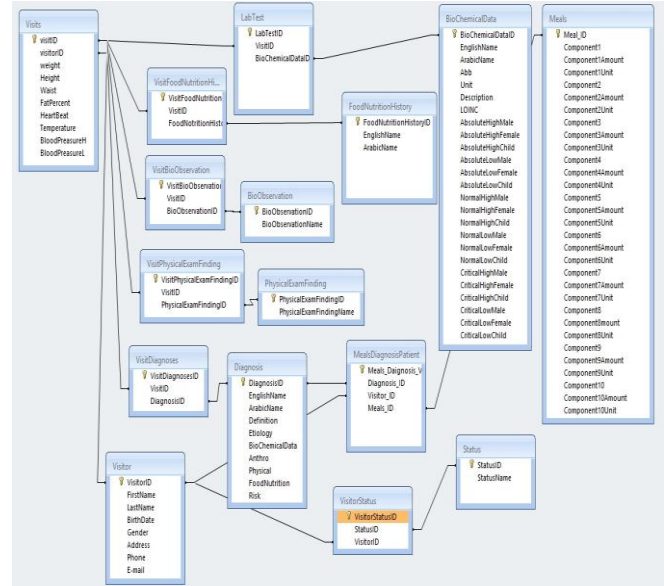 Visits
visitID
visitorID
weight
Height
Waist
FatPercent
HeartBeat
Temperature
BloodPreasureH
BloodPreasureL
LabTest
LabTestID
VisitID
BioChemicalDataID
VisitFoodNutritionHi...
VisitFoodNutrition
VisitID
FoodNutritionHist
FoodNutritionHistory
FoodNutritionHistoryID
EnglishName
ArabicName
VisitBioObservation
VisitBioObservatio
VisitID
BioObservationID
BioObservation
BioObservationID
BioObservationName
VisitPhysicalExamFinding
VisitPhysicalExamFindingID
VisitID
PhysicalExamFindingID
PhysicalExamFinding
PhysicalExamFindingID
PhysicalExamFindingName
VisitDiagnoses
VisitDiagnosesID
VisitID
DiagnosisID
Diagnosis
DiagnosisID
EnglishName
ArabicName
Definition
Etiology
BioChemicalData
Anthro
Physical
FoodNutrition
Risk
MealsDiagnosisPatient
Meals_Daignosis_V
Diagnosis_ID
Visitor_ID
Meals_ID
Visitor
VisitorID
FirstName
LastName
BirthDate
Gender
Address
Phone
E-mail
VisitorStatus
VisitorStatusID
StatusID
VisitorID
Status
StatusID
StatusName
BioChemicalData
BioChemicalDataID
EnglishName
ArabicName
Abb
Unit
Description
LOINC
AbsoluteHighMale
AbsoluteHighFemale
AbsoluteHighChild
AbsoluteLowMale
AbsoluteLowFemale
AbsoluteLowChild
NormalHighMale
NormalHighFemale
NormalHighChild
NormalLowMale
NormalLowFemale
NormalLowChild
CriticalHighMale
CriticalHighFemale
CriticalHighChild
CriticalLowMale
CriticalLowFemale
CriticalLowChild
Meals
Meal_ID
Component1
Component1Amount
Component1Unit
Component2
Component2Amount
Component2Unit
Component3
Component3Amount
Component3Unit
Component4
Component4Amount
Component4Unit
Component5
Component5Amount
Component5Unit
Component6
Component6Amount
Component6Unit
Component7
Component7Amount
Component7Unit
Component8
Component8mount
Component8Unit
Component9
Component9Amount
Component9Unit
Component10
Component10Amount
Component10Unit